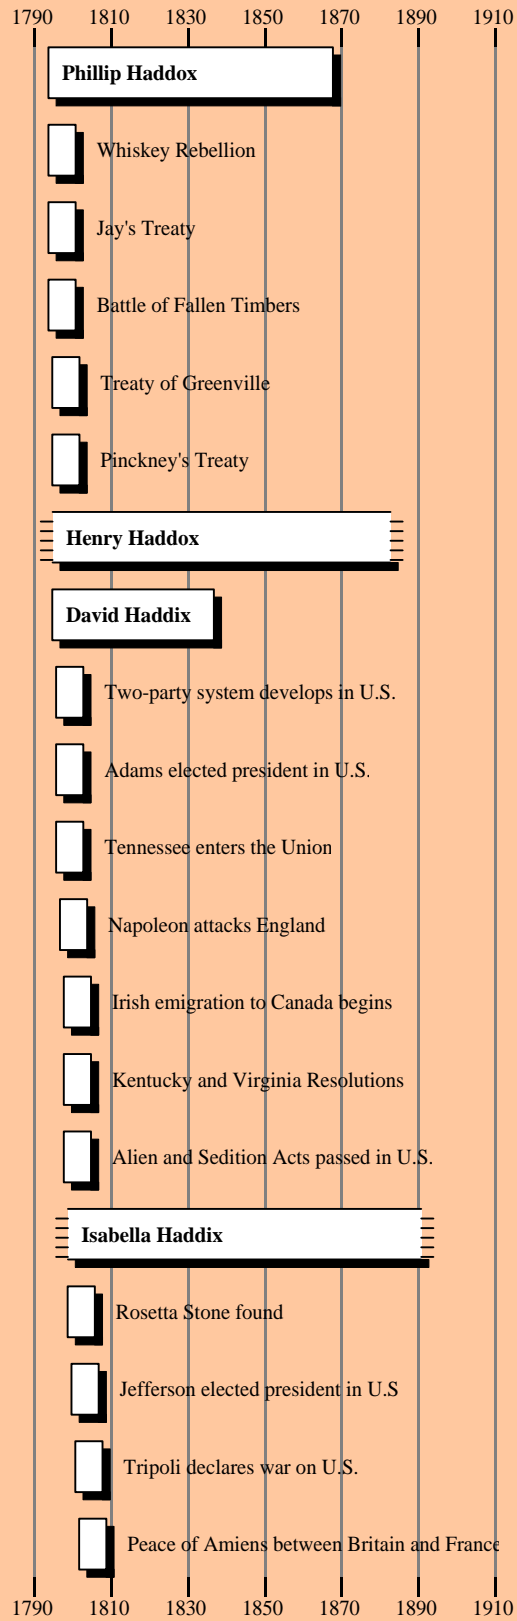 1790 1810 1830 1850 1870 1890 1910
Phillip Haddox
Whiskey Rebellion
Jay's Treaty
Battle of Fallen Timbers
Treaty of Greenville
Pinckney's Treaty
Henry Haddox
David Haddix
Two-party system develops in U.S.
Adams elected president in U.S.
Tennessee enters the Union
Napoleon attacks England
Irish emigration to Canada begins
Kentucky and Virginia Resolutions
Alien and Sedition Acts passed in U.S.
Isabella Haddix
Rosetta Stone found
Jefferson elected president in U.S
Tripoli declares war on U.S.
Peace of Amiens between Britain and France
1790 1810 1830 1850 1870 1890 1910